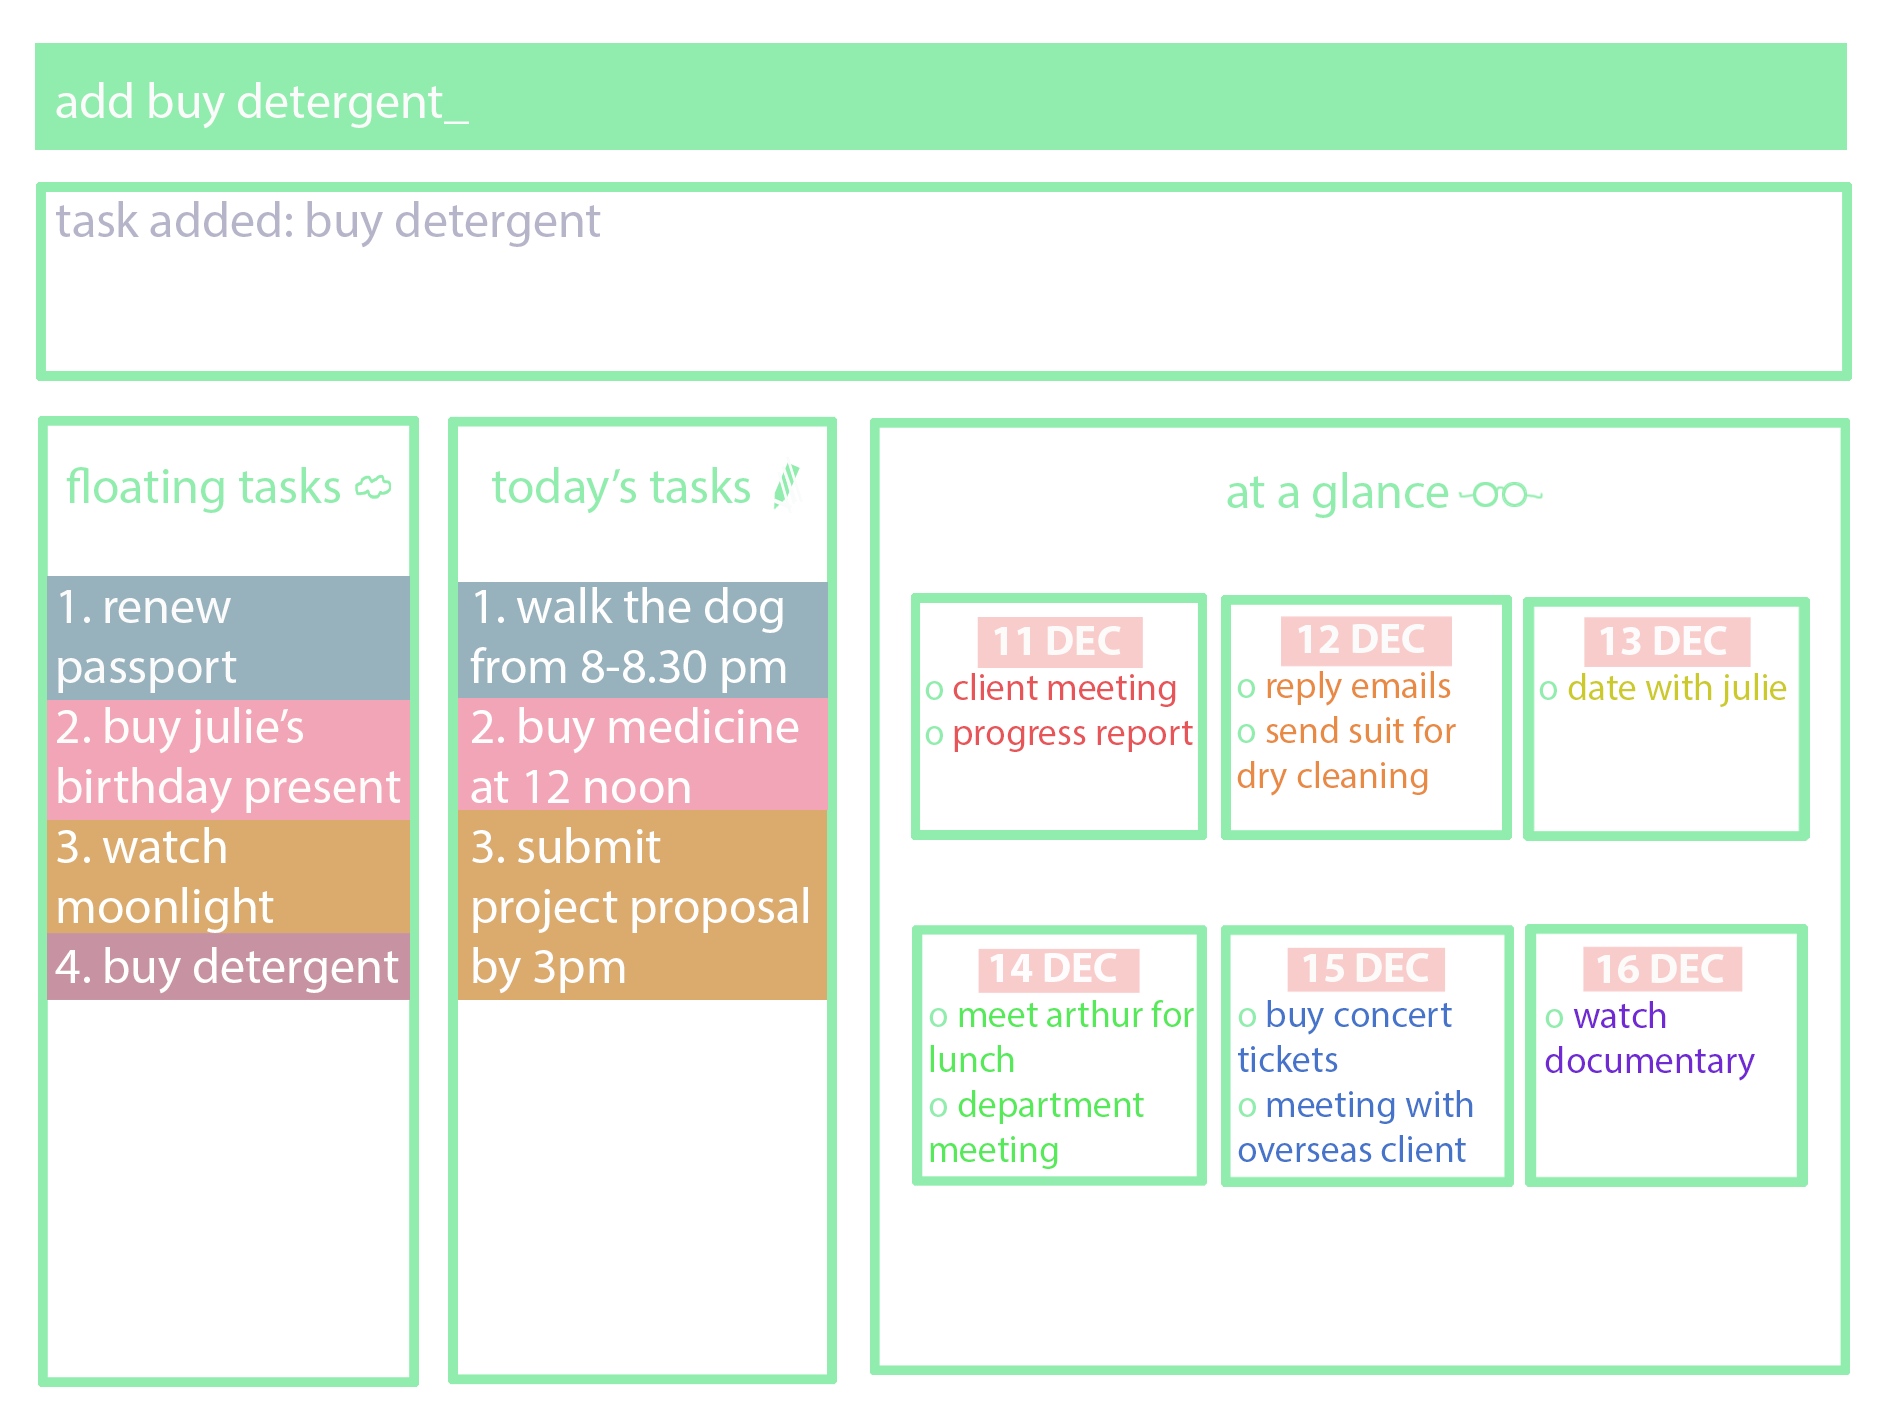 add buy detergent_
task added: buy detergent
floating tasks
1. renew
passport
2. buy julie’s
birthday present
3. watch
moonlight
4. buy detergent
today’s tasks
1. walk the dog
from 8-8.30 pm
2. buy medicine
at 12 noon
3. submit
project proposal
by 3pm
at a glance
11 DEC
o client meeting
o progress report
12 DEC
o reply emails
o send suit for
dry cleaning
13 DEC
o date with julie
14 DEC
o meet arthur for
lunch
o department
meeting
15 DEC
o buy concert
tickets
o meeting with
overseas client
16 DEC
o watch
documentary